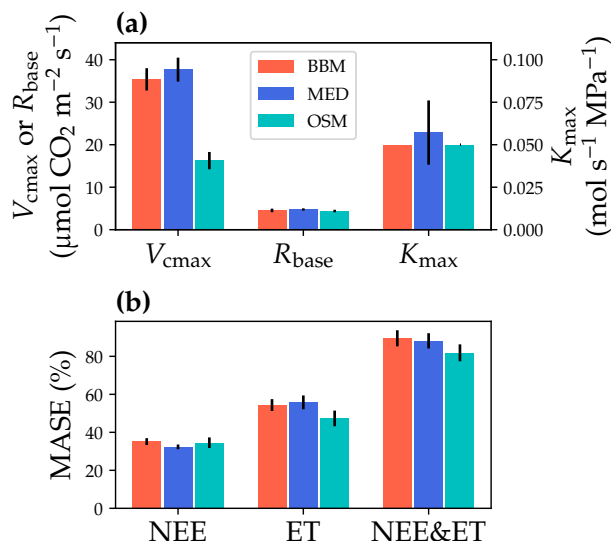 (a)
V_cmax or R_base
(µmol CO₂ m⁻² s⁻¹)
40
30
20
10
0
BBM
MED
OSM
0.100
0.075
0.050
0.025
0.000
K_max
(mol s⁻¹ MPa⁻¹)
V_cmax R_base K_max
(b)
MASE (%)
80
60
40
20
0
NEE ET NEE&ET